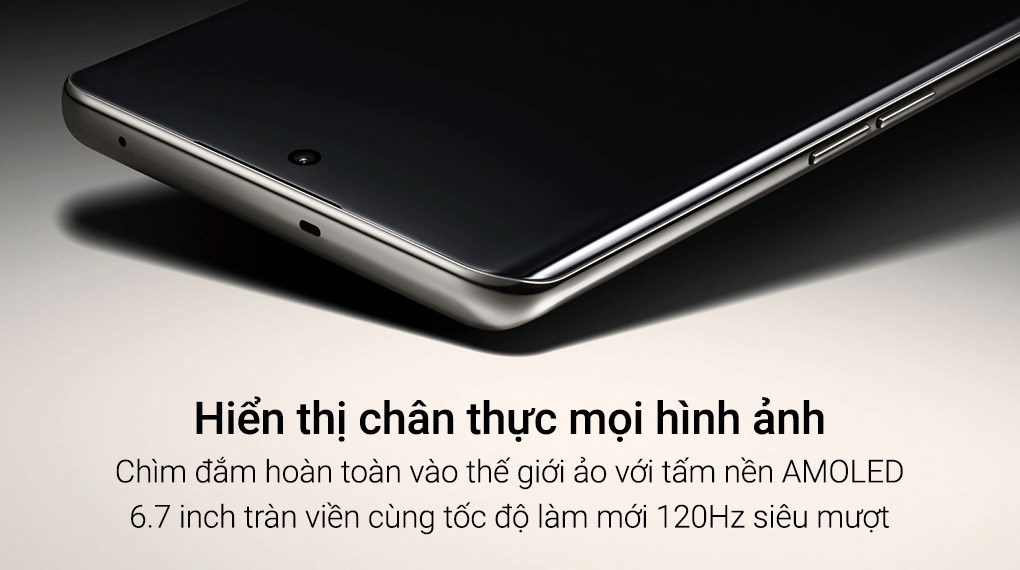 Hiển thị chân thực mọi hình ảnh
Chìm đắm hoàn toàn vào thế giới ảo với tấm nền AMOLED
6.7 inch tràn viền cùng tốc độ làm mới 120Hz siêu mượt